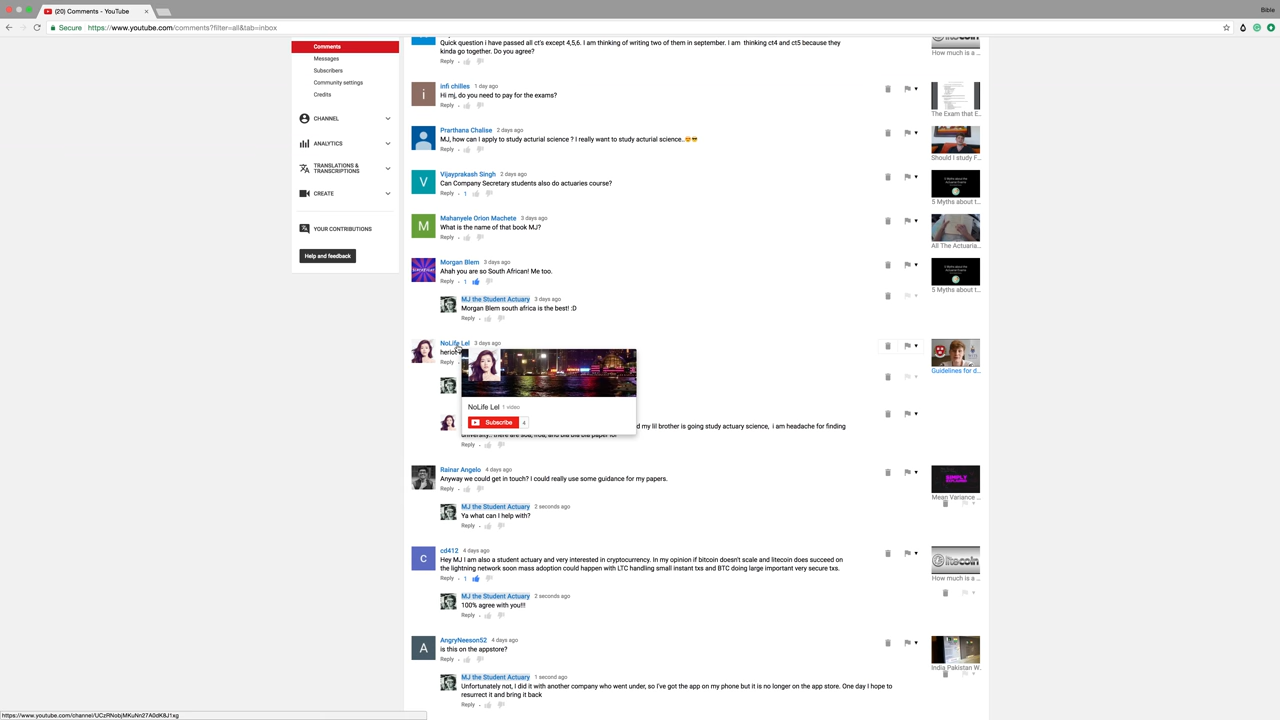 (20) Comments - YouTube
Bible
Secure https://www.youtube.com/comments?filter=all&tab=inbox
Comments
Messages
Subscribers
Community settings
Credits
CHANNEL
ANALYTICS
TRANSLATIONS &
TRANSCRIPTIONS
CREATE
YOUR CONTRIBUTIONS
Help and feedback
Quick question i have passed all ct's except 4,5,6. I am thinking of writing two of them in september. I am thinking ct4 and ct5 because they
kinda go together. Do you agree?
Reply
How much is a ...
infi chilles 1 day ago
Hi mj, do you need to pay for the exams?
Reply
The Exam that E...
Prarthana Chalise 2 days ago
MJ, how can I apply to study acturial science ? I really want to study acturial science..😊😎
Reply
Should I study F...
Vijayprakash Singh 2 days ago
Can Company Secretary students also do actuaries course?
Reply 1
5 Myths about t...
Mahanyele Orion Machete 3 days ago
What is the name of that book MJ?
Reply
All The Actuaria...
Morgan Blem 3 days ago
Ahah you are so South African! Me too.
Reply 1
5 Myths about t...
MJ the Student Actuary 3 days ago
Morgan Blem south africa is the best! :D
Reply
NoLife Lel 3 days ago
heriot
Reply
Guidelines for d...
NoLife Lel 1 video
Subscribe 4
d my lil brother is going study actuary science, i am headache for finding
Reply
Rainar Angelo 4 days ago
Anyway we could get in touch? I could really use some guidance for my papers.
Reply
SIMPLY
EXPLAINED
Mean Variance ...
MJ the Student Actuary 2 seconds ago
Ya what can I help with?
Reply
cd412 4 days ago
Hey MJ I am also a student actuary and very interested in cryptocurrency. In my opinion if bitcoin doesn't scale and litecoin does succeed on
the lightning network soon mass adoption could happen with LTC handling small instant txs and BTC doing large important very secure txs.
Reply 1
litecoin
How much is a ...
MJ the Student Actuary 2 seconds ago
100% agree with you!!!
Reply
AngryNeeson52 4 days ago
is this on the appstore?
Reply
India Pakistan W...
MJ the Student Actuary 1 second ago
Unfortunately not, I did it with another company who went under, so I've got the app on my phone but it is no longer on the app store. One day I hope to
resurrect it and bring it back
Reply
https://www.youtube.com/channel/UCzRNobjMKuNn27A0dK8J1xg